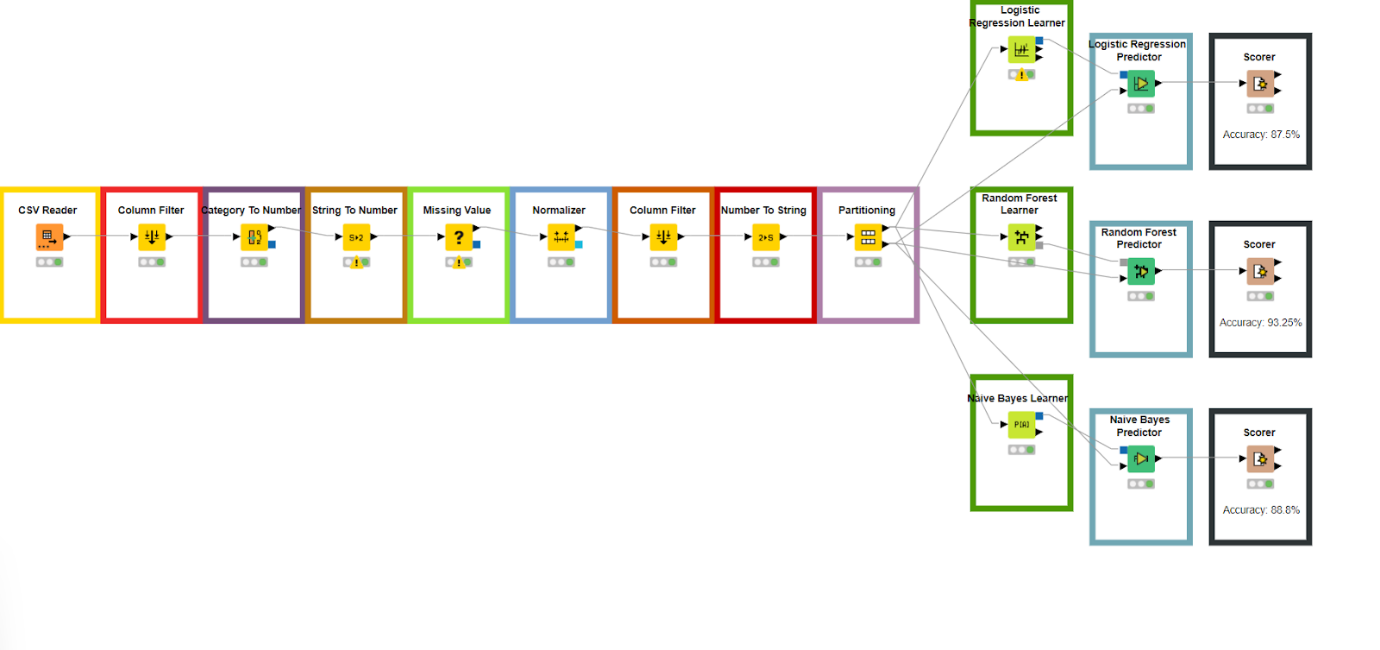 Logistic
Regression Learner
Logistic Regression
Predictor
Scorer
Accuracy: 87.5%
CSV Reader
Column Filter
Category To Number
String To Number
S▸2
Missing Value
?
Normalizer
Column Filter
Number To String
2▸S
Partitioning
Random Forest
Learner
Random Forest
Predictor
Scorer
Accuracy: 93.25%
Naive Bayes Learner
P(A)
Naive Bayes
Predictor
Scorer
Accuracy: 88.8%